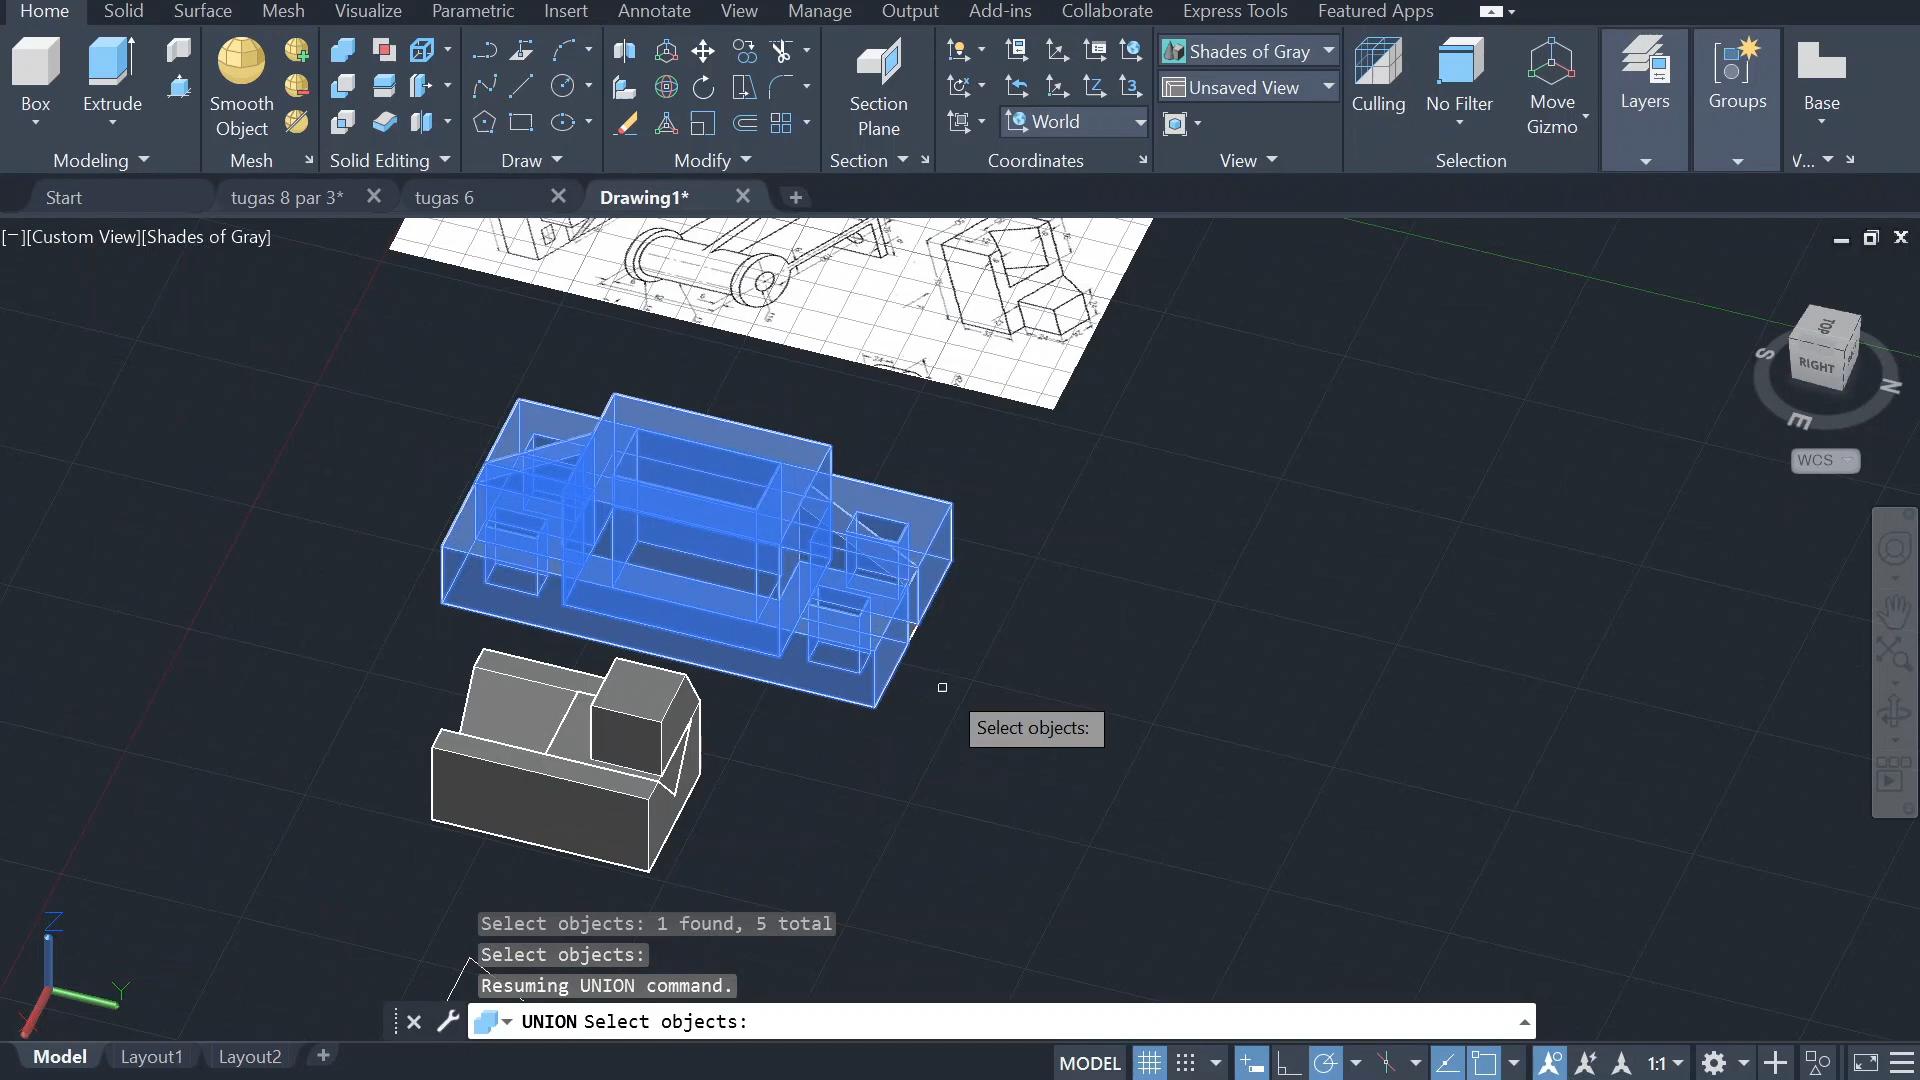 Home Solid Surface Mesh Visualize Parametric Insert Annotate View Manage Output Add-ins Collaborate Express Tools Featured Apps
Box Extrude Smooth Object Section Plane World Shades of Gray Unsaved View Culling No Filter Move Gizmo Layers Groups Base
Modeling Mesh Solid Editing Draw Modify Section Coordinates View Selection V...
Start tugas 8 par 3* tugas 6 Drawing1*
[−][Custom View][Shades of Gray]
TOP
RIGHT
S
N
E
WCS
Select objects:
Z
Y
Select objects: 1 found, 5 total
Select objects:
Resuming UNION command.
UNION Select objects:
Model Layout1 Layout2
MODEL 1:1